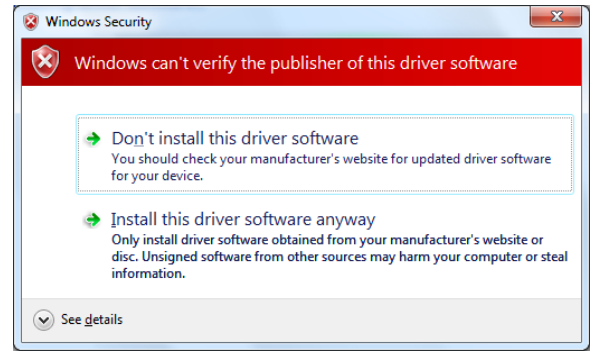 Windows Security
Windows can't verify the publisher of this driver software
Don't install this driver software
You should check your manufacturer's website for updated driver software
for your device.
Install this driver software anyway
Only install driver software obtained from your manufacturer's website or
disc. Unsigned software from other sources may harm your computer or steal
information.
See details